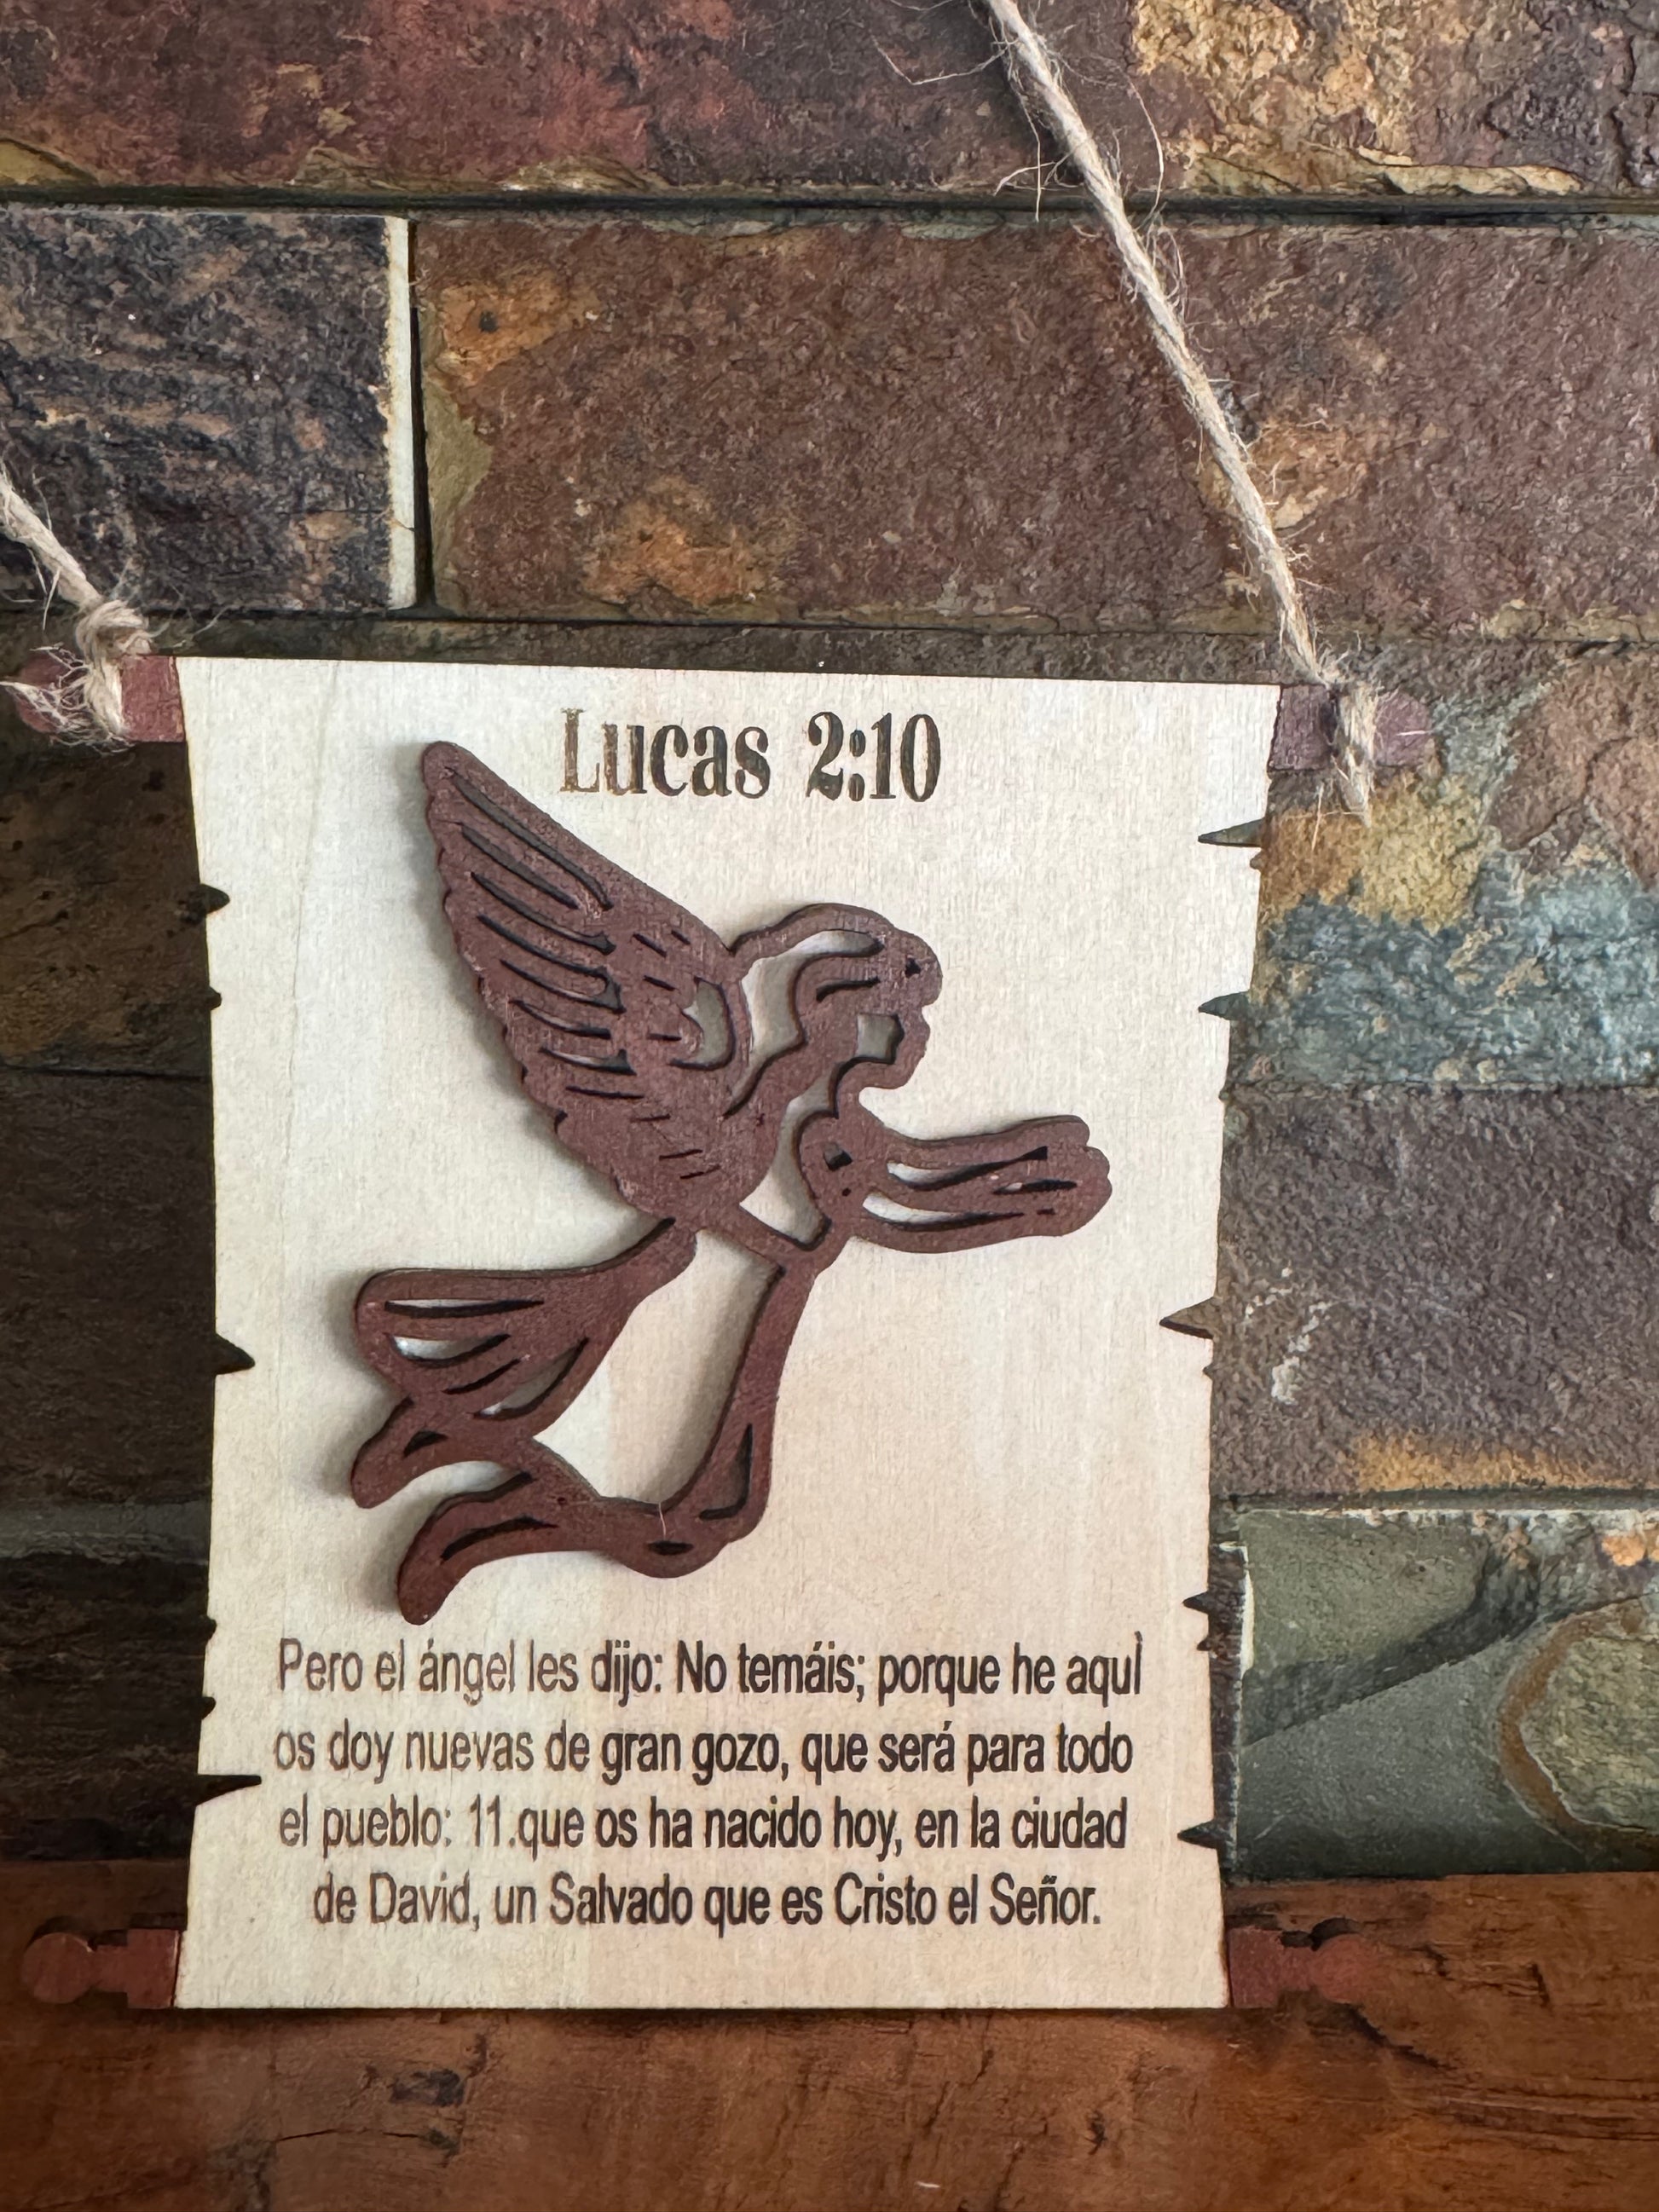 Lucas 2:10
Pero el ángel les dijo: No temáis; porque he aquÌ
os doy nuevas de gran gozo, que será para todo
el pueblo: 11.que os ha nacido hoy, en la ciudad
de David, un Salvado que es Cristo el Señor.